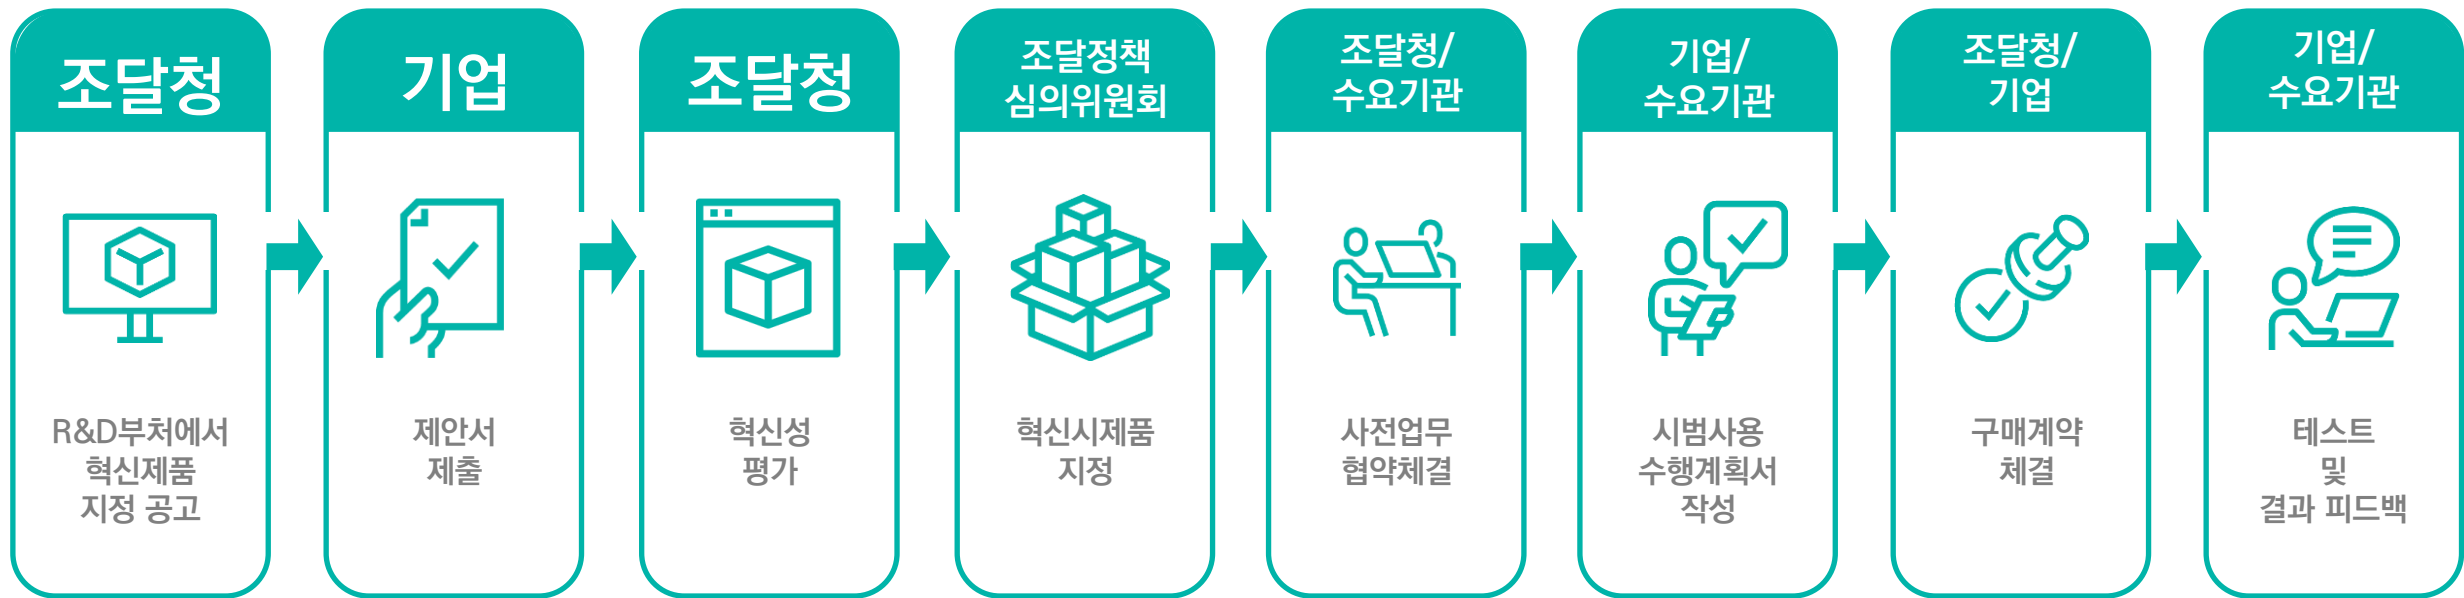 조달청
R&D부처에서
혁신제품
지정 공고
기업
제안서
제출
조달청
혁신성
평가
조달정책
심의위원회
혁신시제품
지정
조달청/
수요기관
사전업무
협약체결
기업/
수요기관
시범사용
수행계획서
작성
조달청/
기업
구매계약
체결
기업/
수요기관
테스트
및
결과 피드백